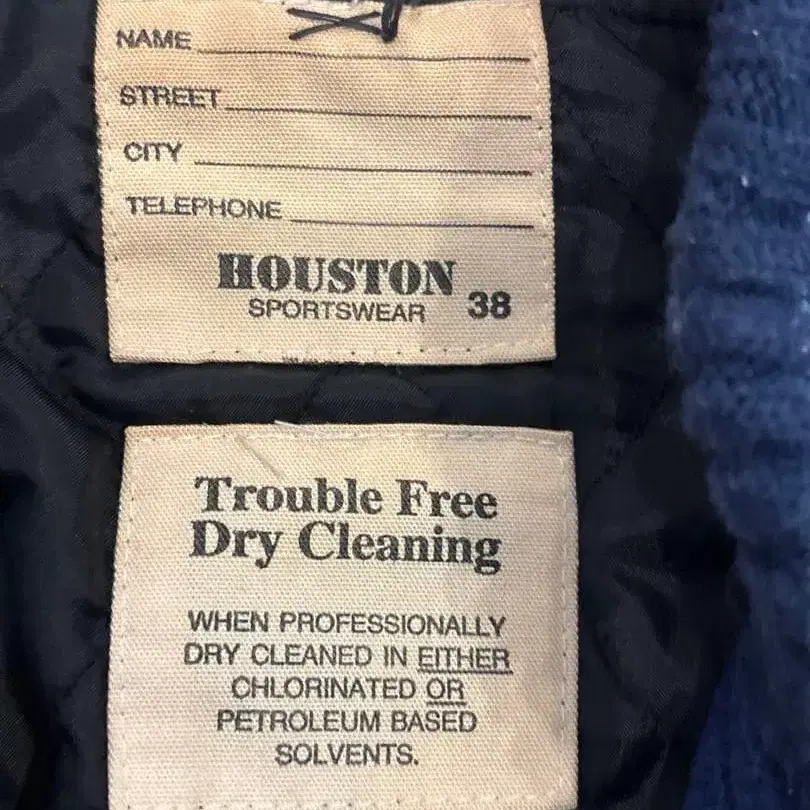 NAME
STREET
CITY
TELEPHONE
HOUSTON
SPORTSWEAR 38
Trouble Free
Dry Cleaning
WHEN PROFESSIONALLY
DRY CLEANED IN EITHER
CHLORINATED OR
PETROLEUM BASED
SOLVENTS.